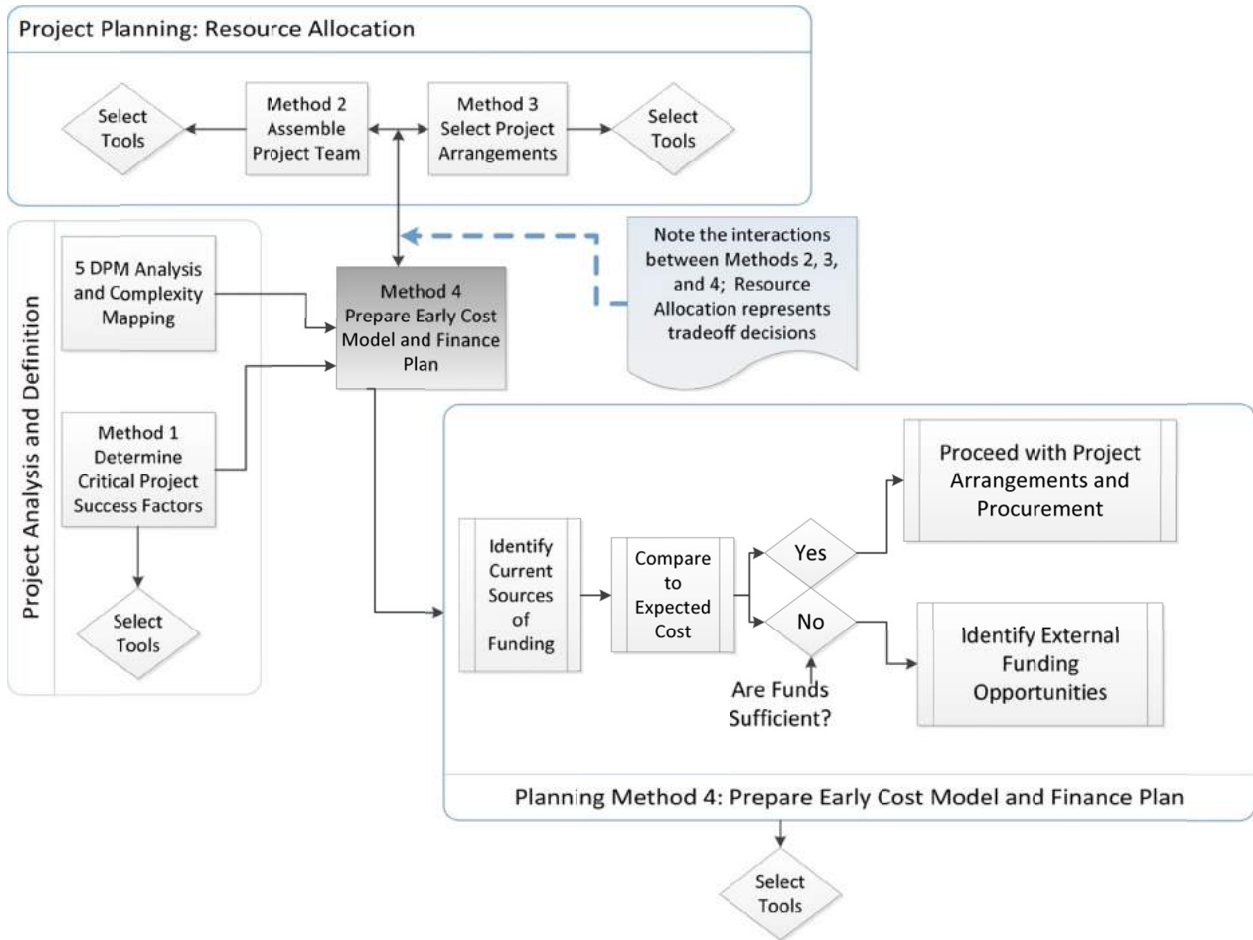 Project Planning: Resource Allocation
Select
Tools
Method 2
Assemble
Project Team
Method 3
Select Project
Arrangements
Select
Tools
Project Analysis and Definition
5 DPM Analysis
and Complexity
Mapping
Method 4
Prepare Early Cost
Model and Finance
Plan
Note the interactions
between Methods 2, 3,
and 4; Resource
Allocation represents
tradeoff decisions
Method 1
Determine
Critical Project
Success Factors
Select
Tools
Identify
Current
Sources
of
Funding
Compare
to
Expected
Cost
Yes
No
Are Funds
Sufficient?
Proceed with Project
Arrangements and
Procurement
Identify External
Funding
Opportunities
Planning Method 4: Prepare Early Cost Model and Finance Plan
Select
Tools